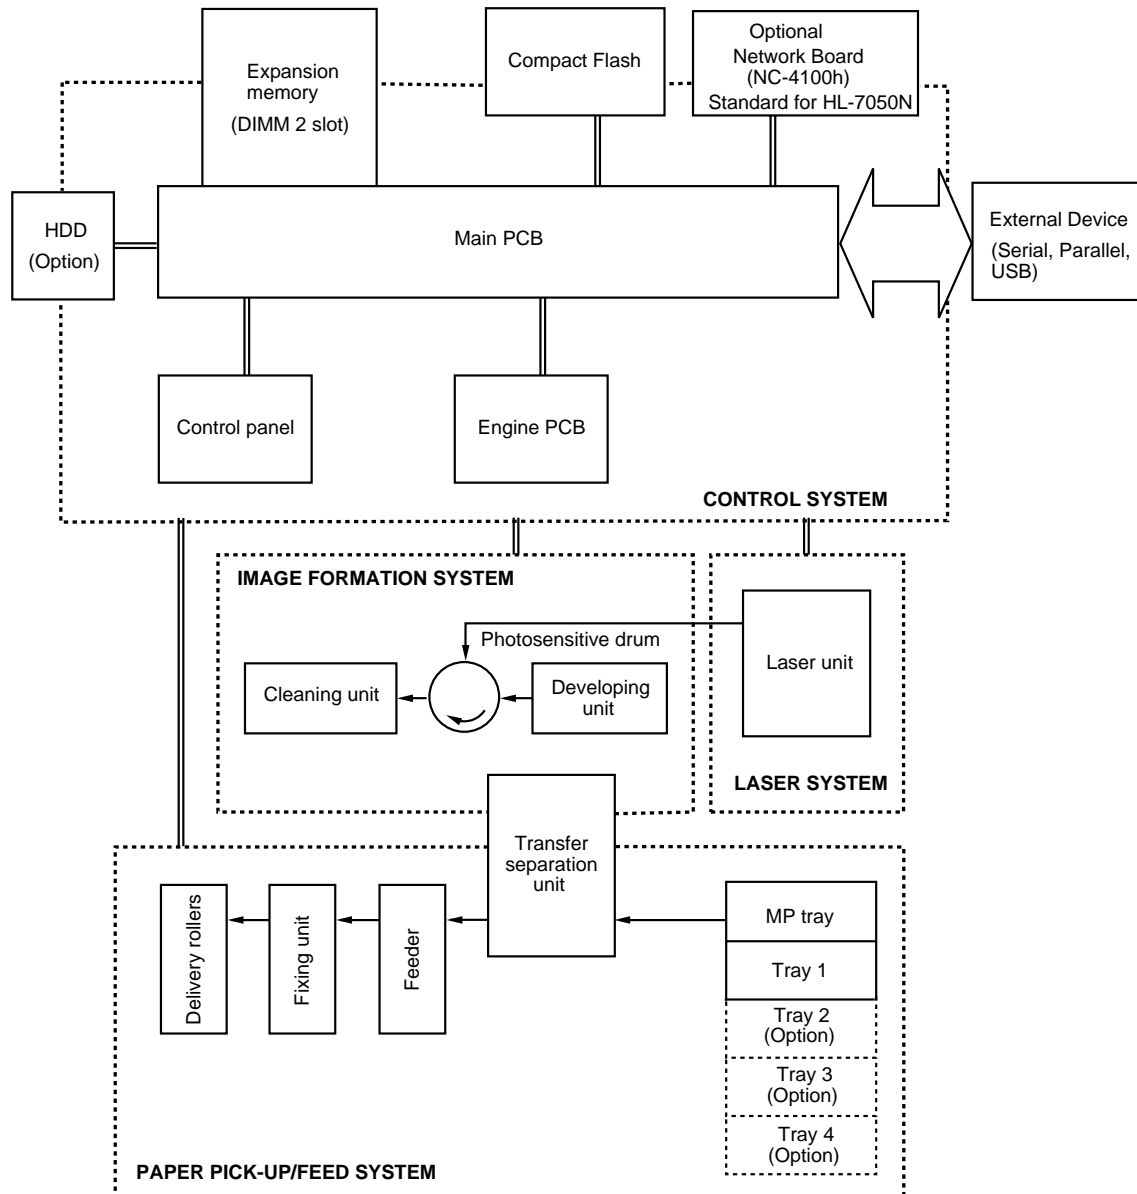 Expansion
memory
(DIMM 2 slot)
Compact Flash
Optional
Network Board
(NC-4100h)
Standard for HL-7050N
HDD
(Option)
Main PCB
External Device
(Serial, Parallel,
USB)
Control panel
Engine PCB
CONTROL SYSTEM
IMAGE FORMATION SYSTEM
Photosensitive drum
Cleaning unit
Developing
unit
Laser unit
LASER SYSTEM
Transfer
separation
unit
Delivery rollers
Fixing unit
Feeder
MP tray
Tray 1
Tray 2
(Option)
Tray 3
(Option)
Tray 4
(Option)
PAPER PICK-UP/FEED SYSTEM